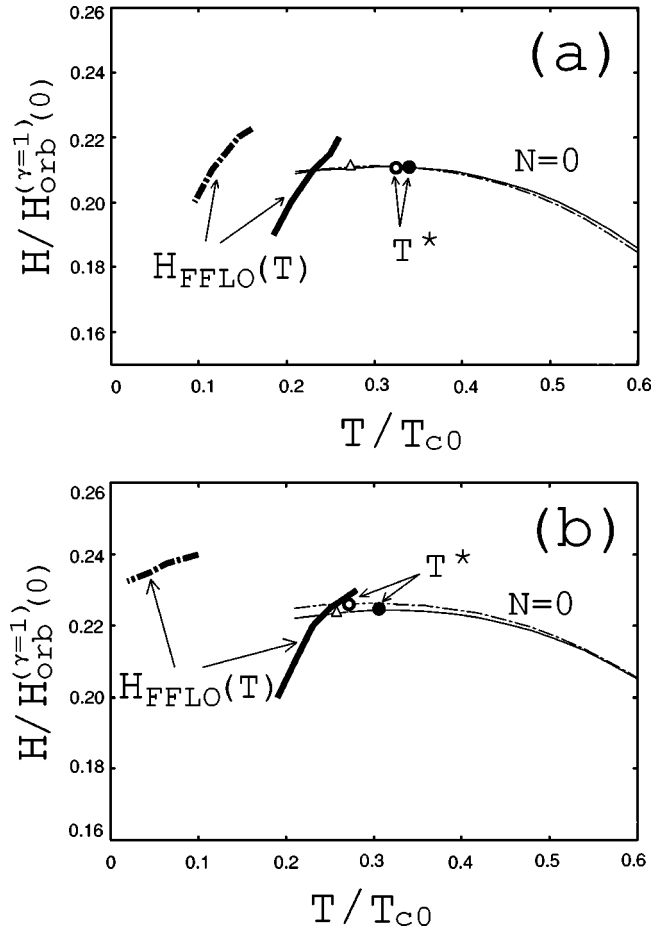 (a)
H/H_orb^(γ=1)(0)
0.26
0.24
0.22
0.20
0.18
0.16
N=0
T*
H_FFLO(T)
0 0.1 0.2 0.3 0.4 0.5 0.6
T/T_c0
(b)
H/H_orb^(γ=1)(0)
0.26
0.24
0.22
0.20
0.18
0.16
T*
N=0
H_FFLO(T)
0 0.1 0.2 0.3 0.4 0.5 0.6
T/T_c0